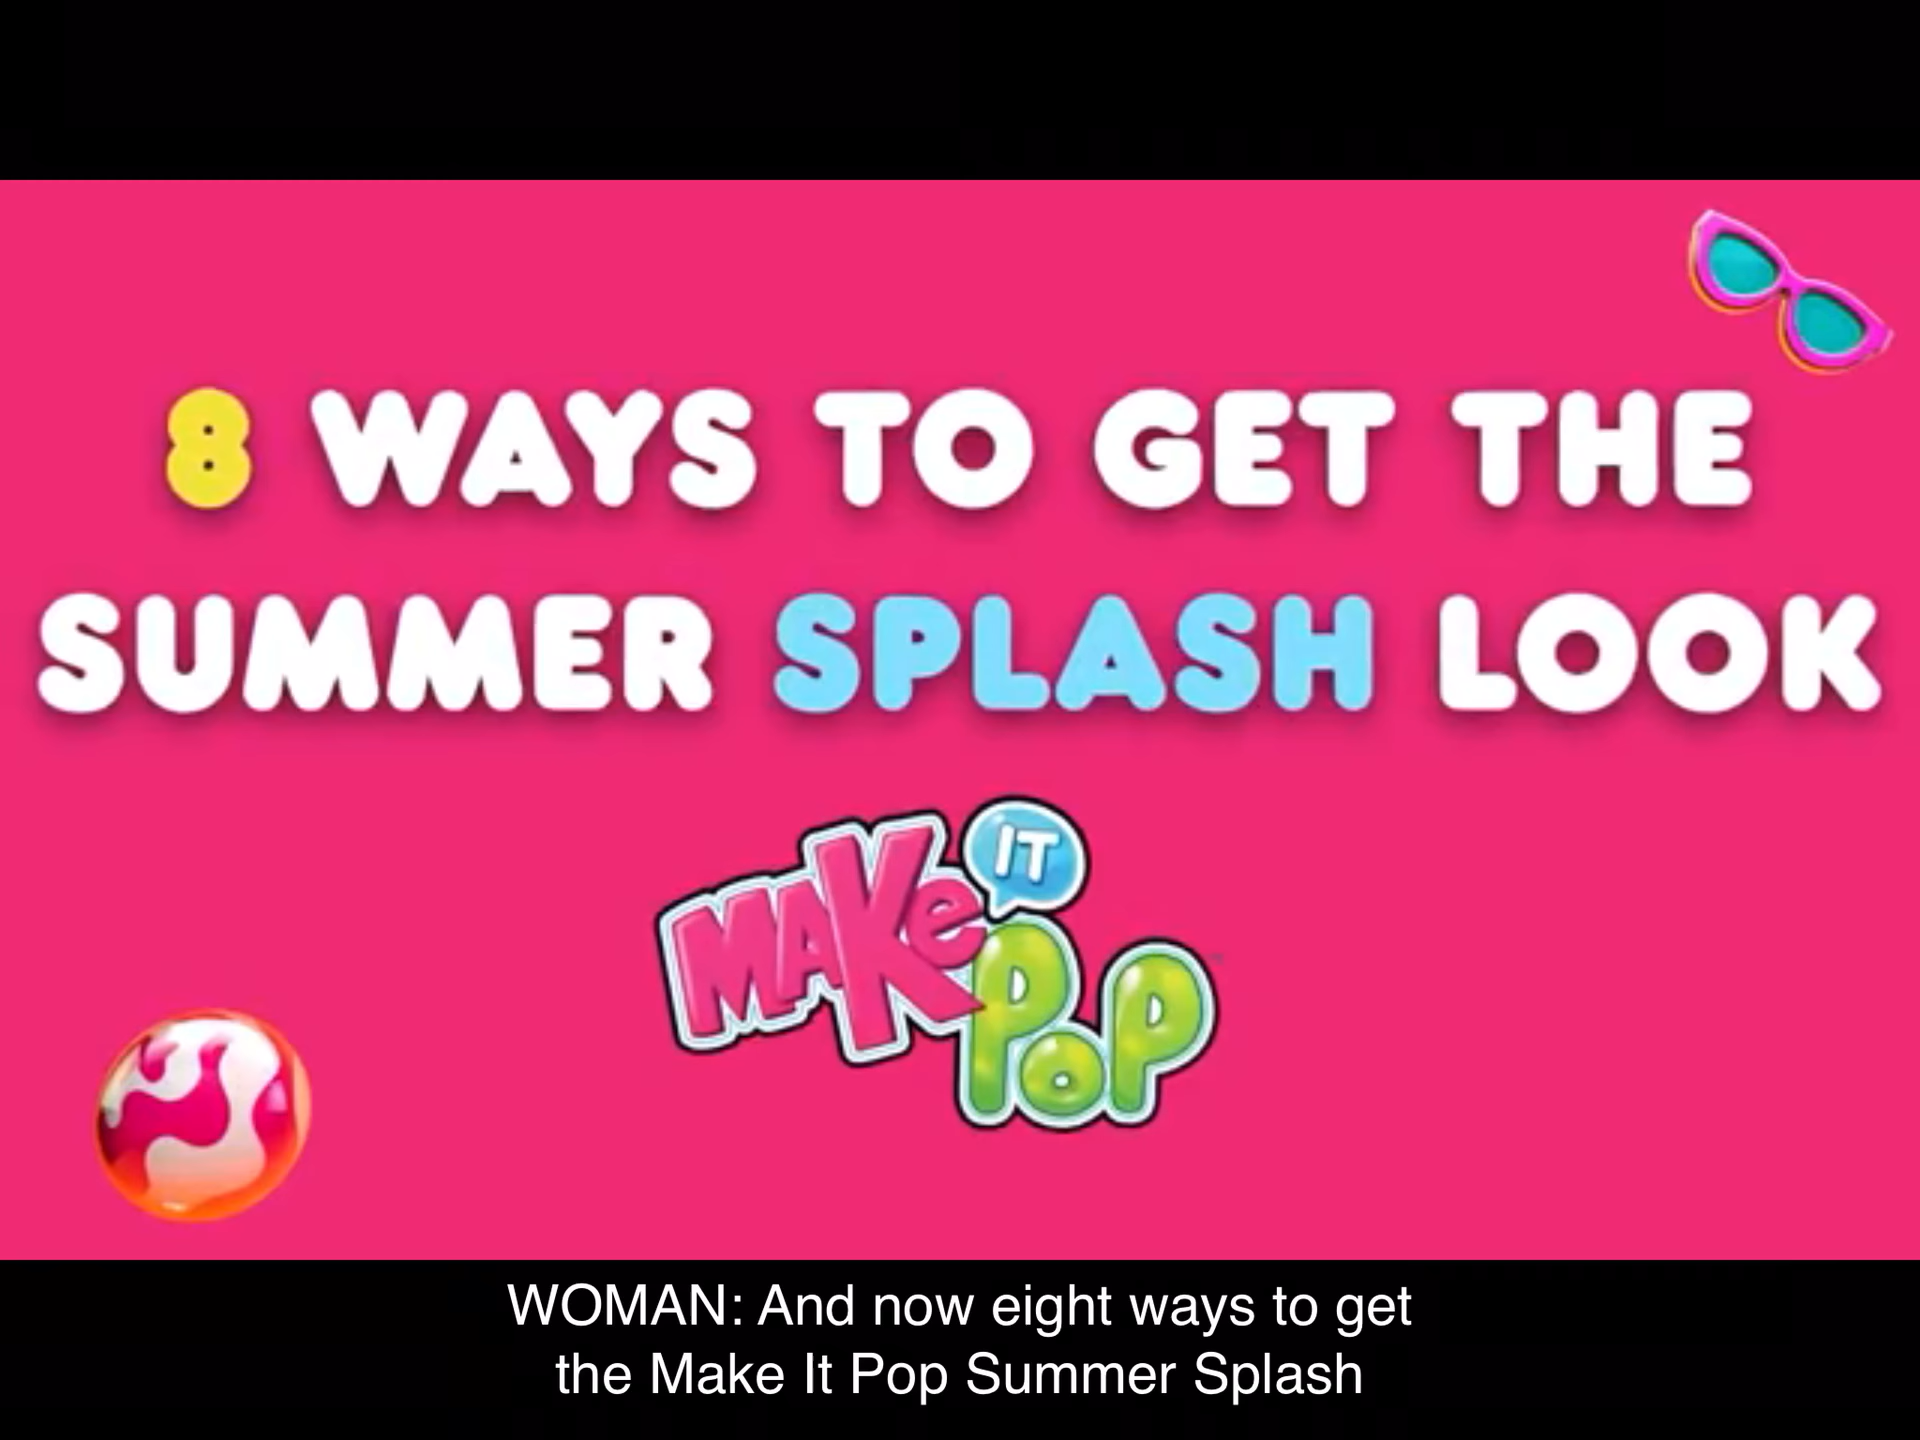 8 WAYS TO GET THE
SUMMER SPLASH LOOK
MAKe IT PoP
WOMAN: And now eight ways to get
the Make It Pop Summer Splash